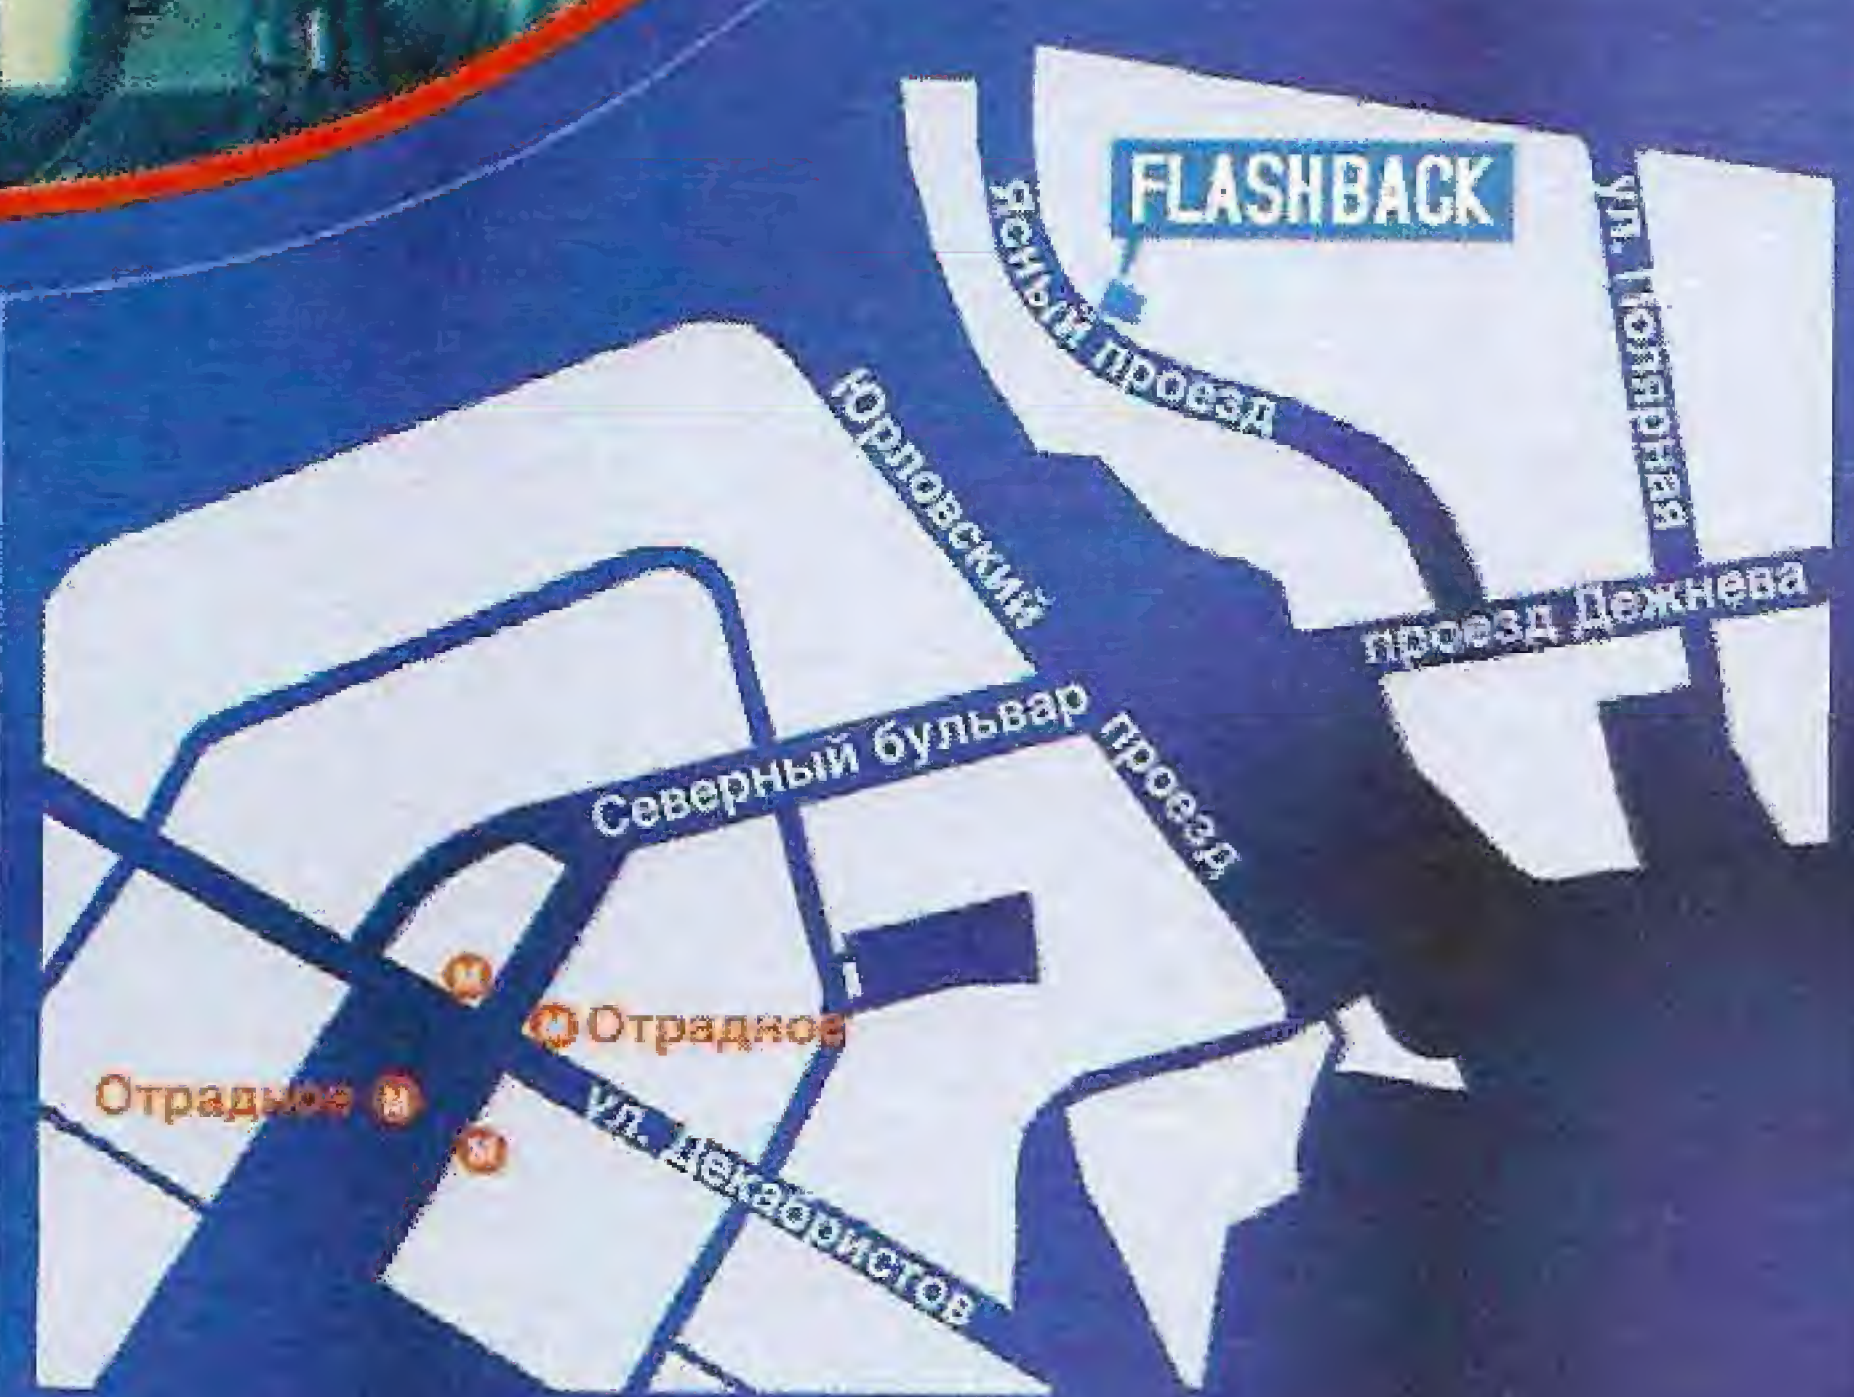 FLASHBACK
Ясный проезд
ул. Полярная
Юрловский
проезд Дежнева
Северный бульвар
проезд
Отрадное
Отрадное
ул. декабристов